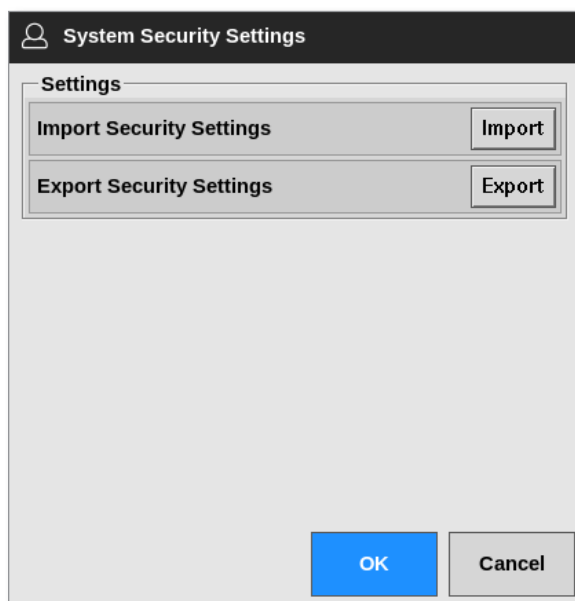 System Security Settings
Settings
Import Security Settings Import
Export Security Settings Export
OK Cancel